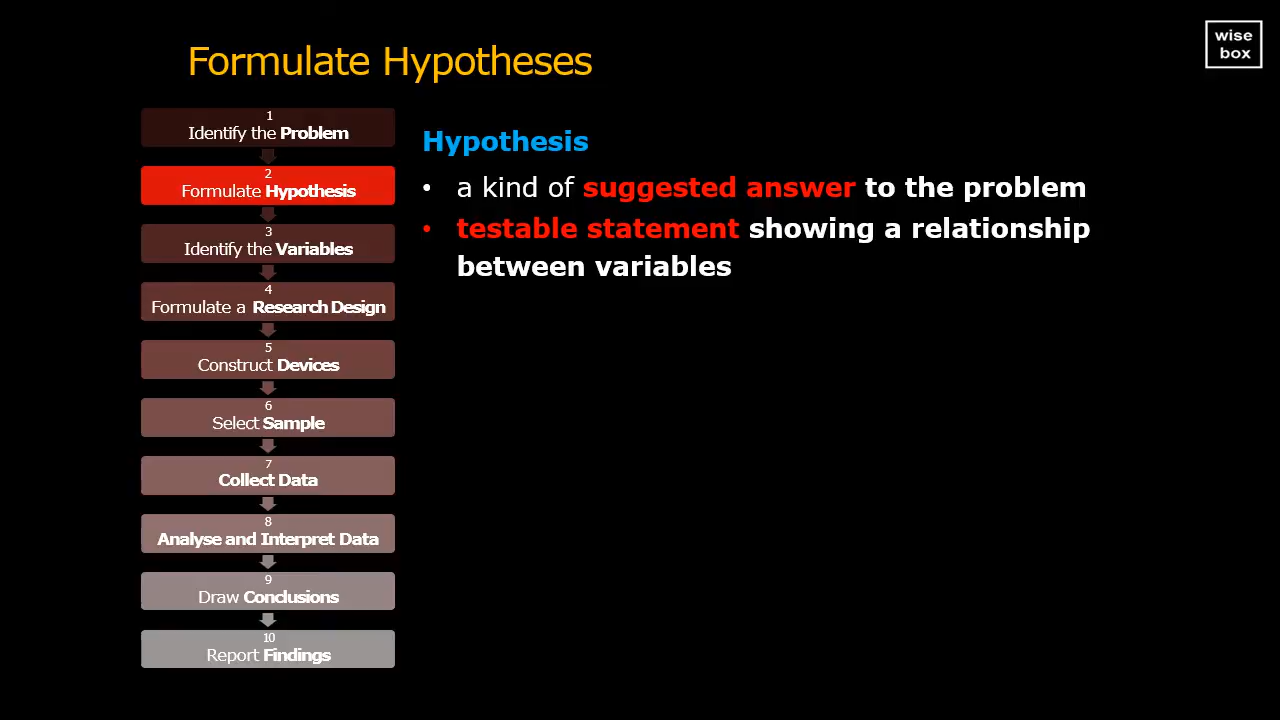 Formulate Hypotheses
wise
box
1
Identify the Problem
2
Formulate Hypothesis
3
Identify the Variables
4
Formulate a Research Design
5
Construct Devices
6
Select Sample
7
Collect Data
8
Analyse and Interpret Data
9
Draw Conclusions
10
Report Findings
Hypothesis
• a kind of suggested answer to the problem
• testable statement showing a relationship
between variables